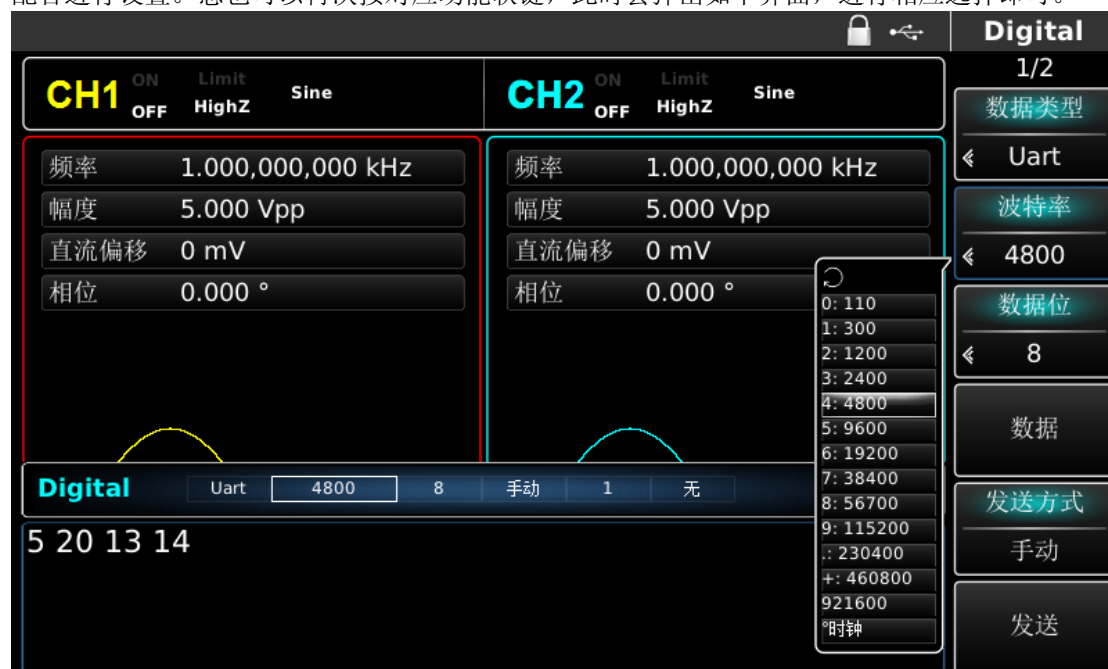 Digital
1/2
CH1 ON OFF Limit HighZ Sine
CH2 ON OFF Limit HighZ Sine
频率 1.000,000,000 kHz
幅度 5.000 Vpp
直流偏移 0 mV
相位 0.000 °
频率 1.000,000,000 kHz
幅度 5.000 Vpp
直流偏移 0 mV
相位 0.000 °
0: 110
1: 300
2: 1200
3: 2400
4: 4800
5: 9600
6: 19200
7: 38400
8: 56700
9: 115200
.: 230400
+: 460800
921600
°时钟
数据类型
Uart
波特率
4800
数据位
8
数据
发送方式
手动
发送
Digital Uart 4800 8 手动 1 无
5 20 13 14